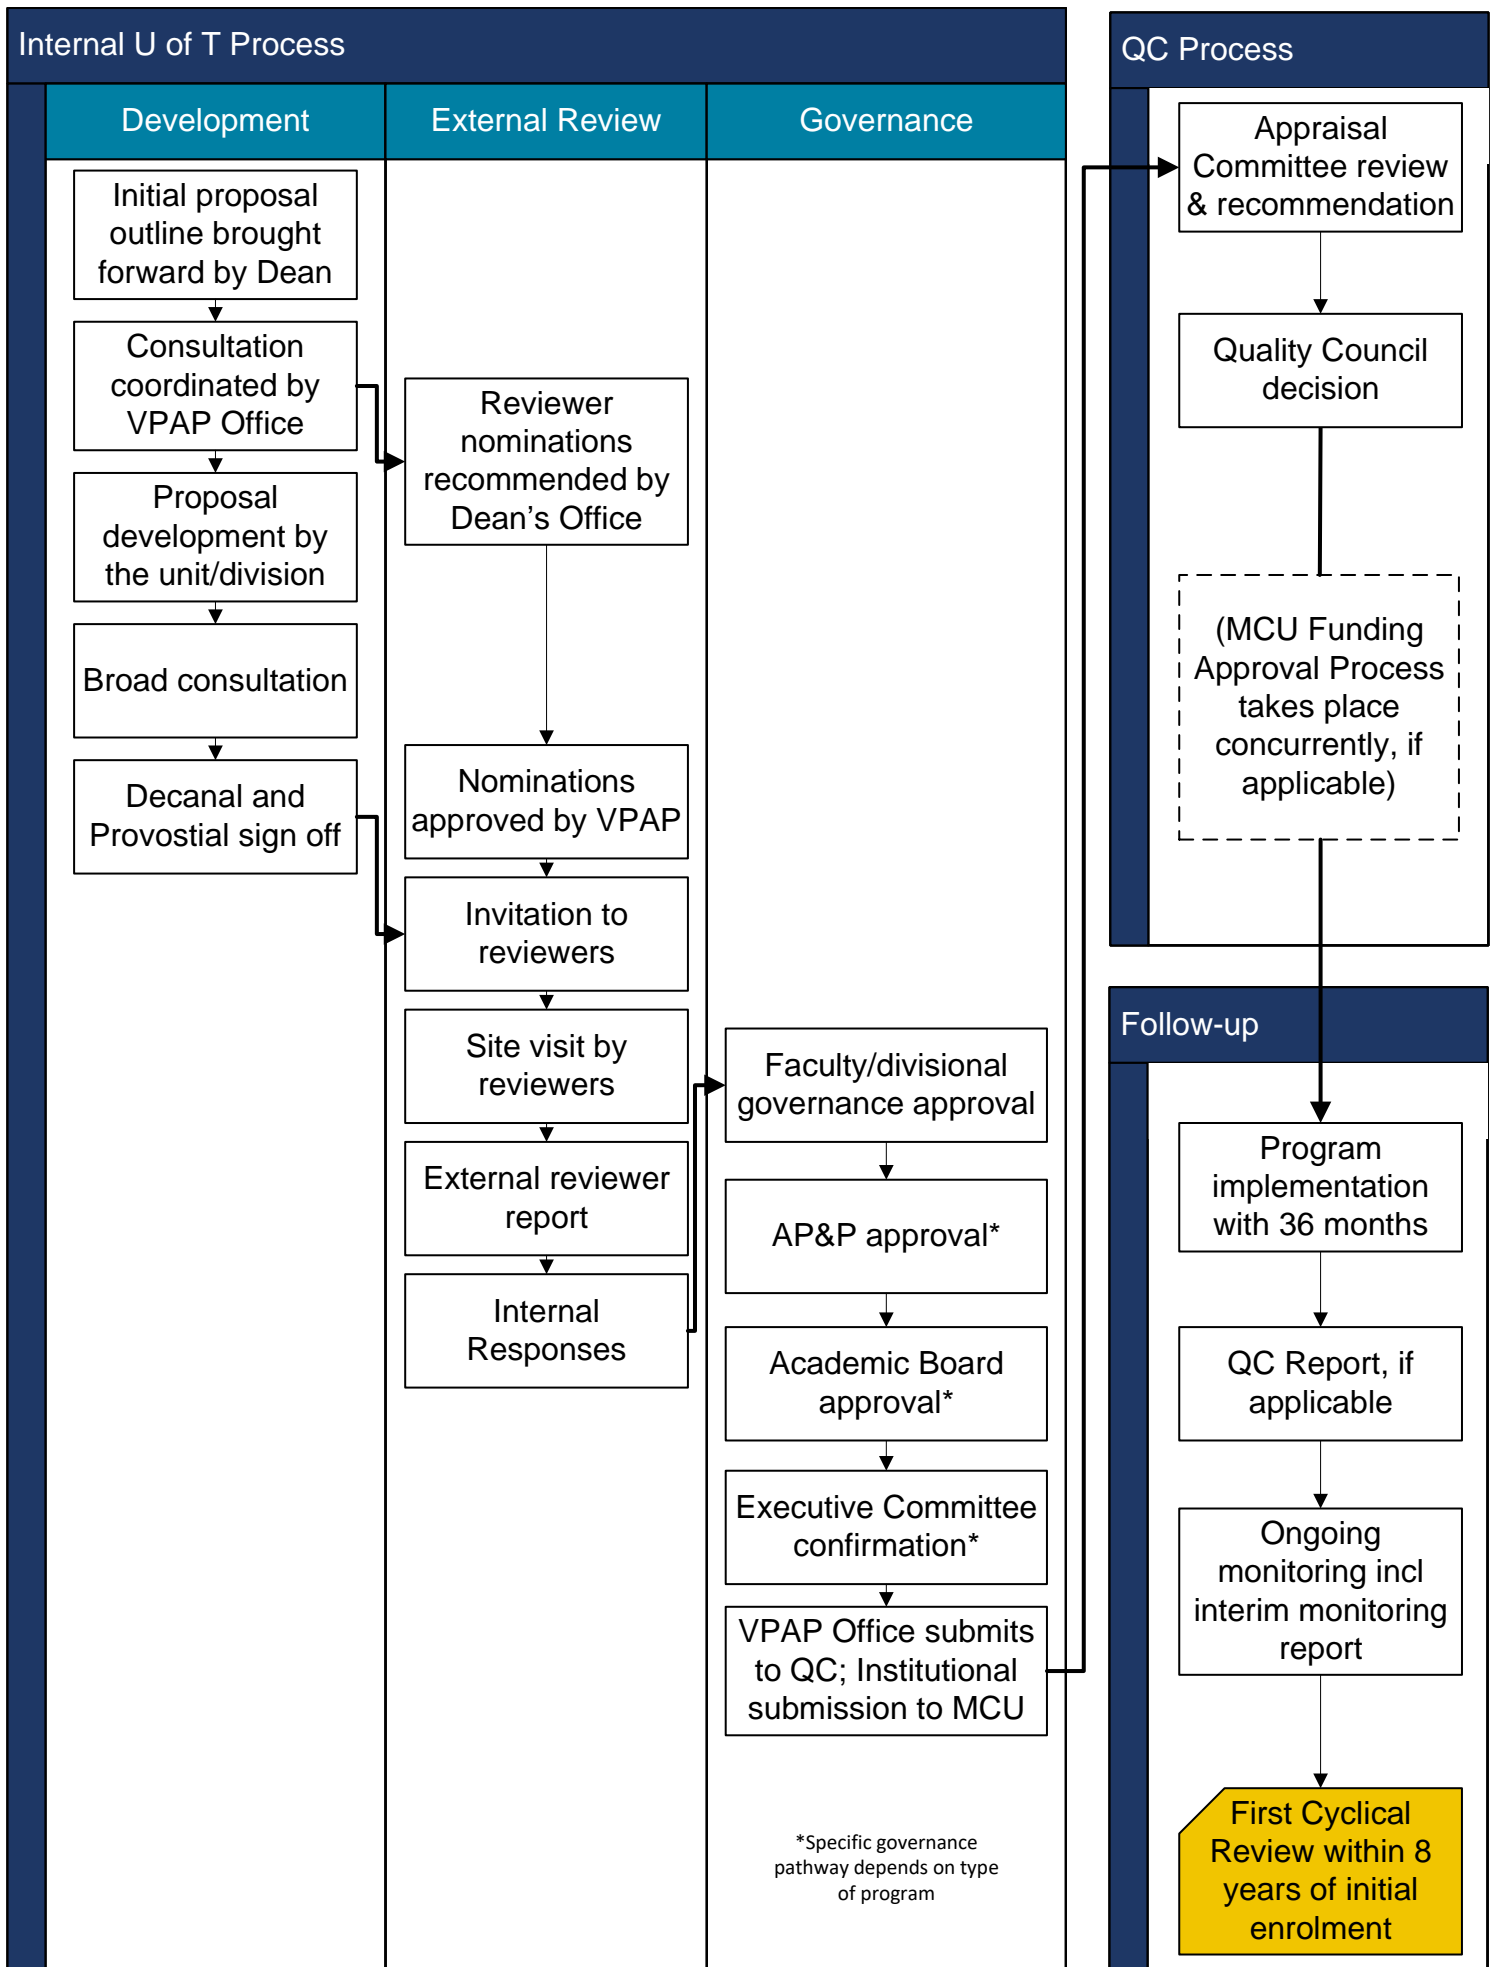 Internal U of T Process
Development
External Review
Governance
Initial proposal
outline brought
forward by Dean
Consultation
coordinated by
VPAP Office
Proposal
development by
the unit/division
Broad consultation
Decanal and
Provostial sign off
Reviewer
nominations
recommended by
Dean’s Office
Nominations
approved by VPAP
Invitation to
reviewers
Site visit by
reviewers
External reviewer
report
Internal
Responses
Faculty/divisional
governance approval
AP&P approval*
Academic Board
approval*
Executive Committee
confirmation*
VPAP Office submits
to QC; Institutional
submission to MCU
*Specific governance
pathway depends on type
of program
QC Process
Appraisal
Committee review
& recommendation
Quality Council
decision
(MCU Funding
Approval Process
takes place
concurrently, if
applicable)
Follow-up
Program
implementation
with 36 months
QC Report, if
applicable
Ongoing
monitoring incl
interim monitoring
report
First Cyclical
Review within 8
years of initial
enrolment